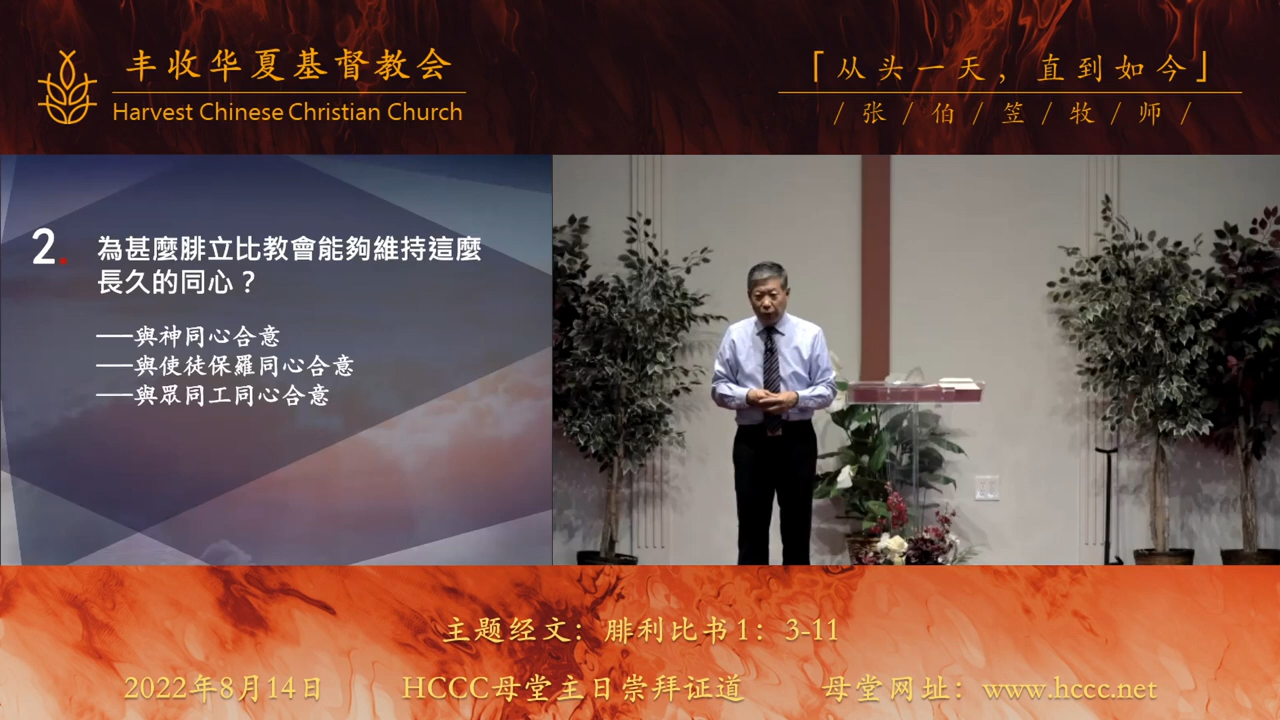 丰收华夏基督教会
Harvest Chinese Christian Church
「从头一天，直到如今」
/ 张 / 伯 / 笠 / 牧 / 师 /
2.
為甚麼腓立比教會能夠維持這麼
長久的同心？
——與神同心合意
——與使徒保羅同心合意
——與眾同工同心合意
主题经文：腓利比书1：3-11
2022年8月14日 HCCC母堂主日崇拜证道 母堂网址：www.hccc.net